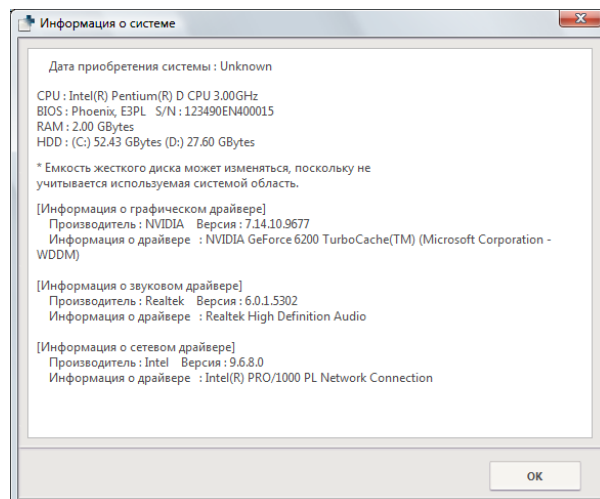 Информация о системе
Дата приобретения системы : Unknown
CPU : Intel(R) Pentium(R) D CPU 3.00GHz
BIOS : Phoenix, E3PL S/N : 123490EN400015
RAM : 2.00 GBytes
HDD : (C:) 52.43 GBytes (D:) 27.60 GBytes
* Емкость жесткого диска может изменяться, поскольку не
учитывается используемая системой область.
[Информация о графическом драйвере]
Производитель : NVIDIA Версия : 7.14.10.9677
Информация о драйвере : NVIDIA GeForce 6200 TurboCache(TM) (Microsoft Corporation -
WDDM)
[Информация о звуковом драйвере]
Производитель : Realtek Версия : 6.0.1.5302
Информация о драйвере : Realtek High Definition Audio
[Информация о сетевом драйвере]
Производитель : Intel Версия : 9.6.8.0
Информация о драйвере : Intel(R) PRO/1000 PL Network Connection
ОК